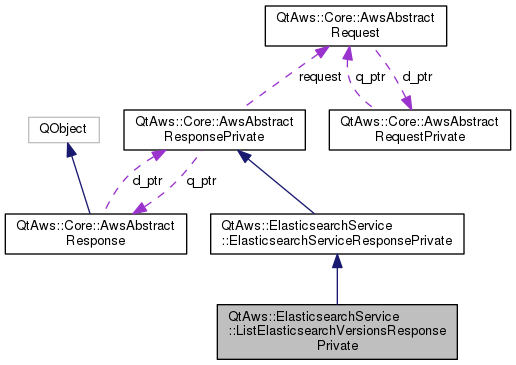 QtAws::Core::AwsAbstract
Request
request
q_ptr
d_ptr
QObject
QtAws::Core::AwsAbstract
ResponsePrivate
QtAws::Core::AwsAbstract
RequestPrivate
d_ptr
q_ptr
QtAws::Core::AwsAbstract
Response
QtAws::ElasticsearchService
::ElasticsearchServiceResponsePrivate
QtAws::ElasticsearchService
::ListElasticsearchVersionsResponse
Private